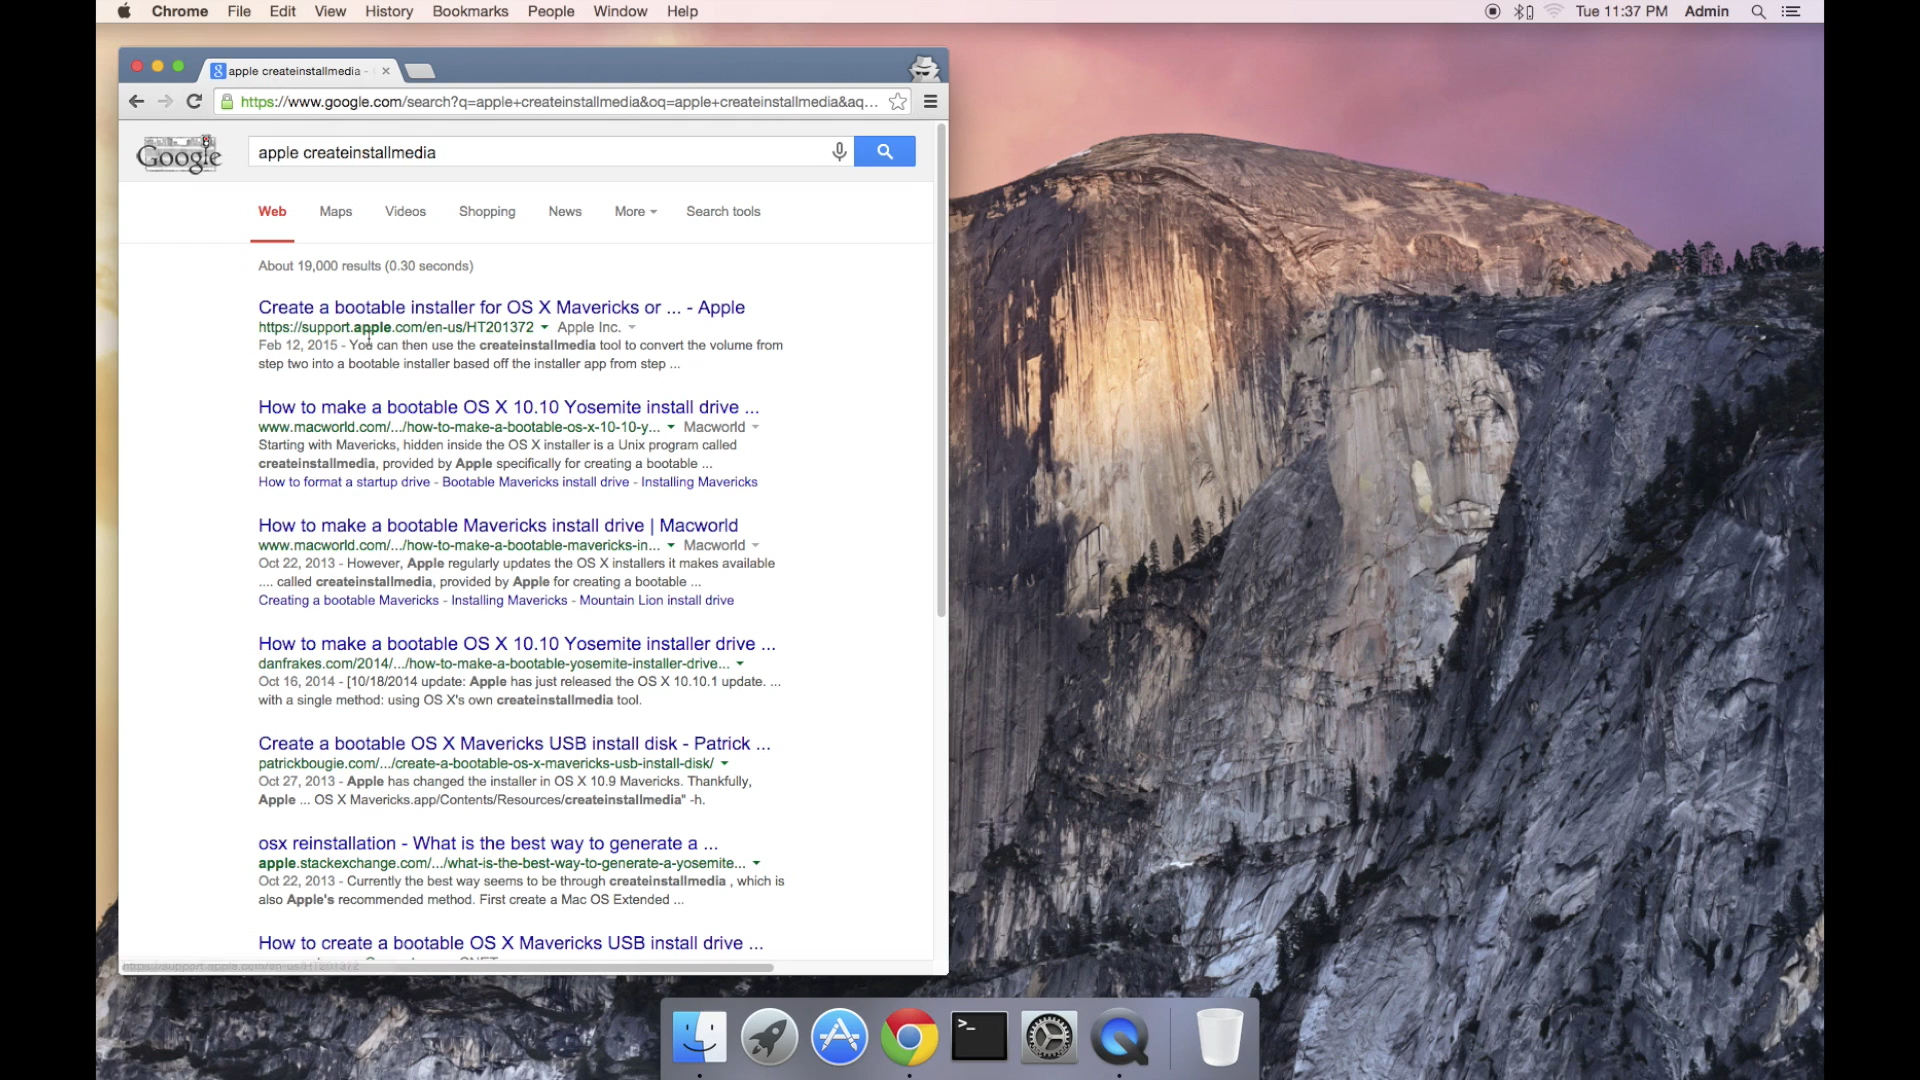 Chrome File Edit View History Bookmarks People Window Help Tue 11:37 PM Admin
apple createinstallmedia -
https://www.google.com/search?q=apple+createinstallmedia&oq=apple+createinstallmedia&aq...
Google apple createinstallmedia
Web Maps Videos Shopping News More Search tools
About 19,000 results (0.30 seconds)
Create a bootable installer for OS X Mavericks or ... - Apple
https://support.apple.com/en-us/HT201372 Apple Inc.
Feb 12, 2015 - You can then use the createinstallmedia tool to convert the volume from
step two into a bootable installer based off the installer app from step ...
How to make a bootable OS X 10.10 Yosemite install drive ...
www.macworld.com/.../how-to-make-a-bootable-os-x-10-10-y... Macworld
Starting with Mavericks, hidden inside the OS X installer is a Unix program called
createinstallmedia, provided by Apple specifically for creating a bootable ...
How to format a startup drive - Bootable Mavericks install drive - Installing Mavericks
How to make a bootable Mavericks install drive | Macworld
www.macworld.com/.../how-to-make-a-bootable-mavericks-in... Macworld
Oct 22, 2013 - However, Apple regularly updates the OS X installers it makes available
.... called createinstallmedia, provided by Apple for creating a bootable ...
Creating a bootable Mavericks - Installing Mavericks - Mountain Lion install drive
How to make a bootable OS X 10.10 Yosemite installer drive ...
danfrakes.com/2014/.../how-to-make-a-bootable-yosemite-installer-drive...
Oct 16, 2014 - [10/18/2014 update: Apple has just released the OS X 10.10.1 update. ...
with a single method: using OS X's own createinstallmedia tool.
Create a bootable OS X Mavericks USB install disk - Patrick ...
patrickbougie.com/.../create-a-bootable-os-x-mavericks-usb-install-disk/
Oct 27, 2013 - Apple has changed the installer in OS X 10.9 Mavericks. Thankfully,
Apple ... OS X Mavericks.app/Contents/Resources/createinstallmedia" -h.
osx reinstallation - What is the best way to generate a ...
apple.stackexchange.com/.../what-is-the-best-way-to-generate-a-yosemite...
Oct 22, 2013 - Currently the best way seems to be through createinstallmedia , which is
also Apple's recommended method. First create a Mac OS Extended ...
How to create a bootable OS X Mavericks USB install drive ...
https://support.apple.com/en-us/HT201372